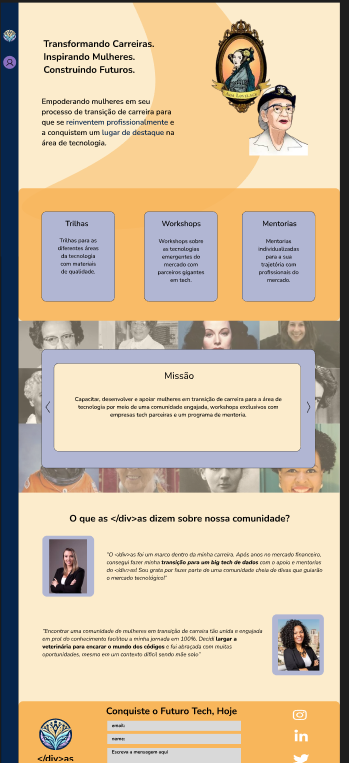 Transformando Carreiras.
Inspirando Mulheres.
Construindo Futuros.
Empoderando mulheres em seu
processo de transição de carreira para
que se reinventem profissionalmente e
a conquistem um lugar de destaque na
área de tecnologia.
Trilhas
Trilhas para as
diferentes áreas
da tecnologia
com materiais
de qualidade.
Workshops
Workshops sobre
as tecnologias
emergentes do
mercado com
parceiros gigantes
em tech.
Mentorias
Mentorias
individualizadas
para a sua
trajetória com
profissionais do
mercado.
Missão
Capacitar, desenvolver e apoiar mulheres em transição de carreira para a área de
tecnologia por meio de uma comunidade engajada, workshops exclusivos com
empresas tech parceiras e um programa de mentoria.
O que as </div>as dizem sobre nossa comunidade?
"O </div>as foi um marco dentro da minha carreira. Após anos no mercado financeiro,
consegui fazer minha transição para um big tech de dados com o apoio e mentorias
do </div>as! Sou grata por fazer parte de uma comunidade cheia de divas que guiarão
o mercado tecnológico!"
"Encontrar uma comunidade de mulheres em transição de carreira tão unida e engajada
em prol do conhecimento facilitou a minha jornada em 100%. Decidi largar a
veterinária para encarar o mundo dos códigos e fui abraçada com muitas
oportunidades, mesmo em um contexto difícil sendo mãe solo."
Conquiste o Futuro Tech, Hoje
email:
nome:
Escreva a mensagem aqui
</div>as